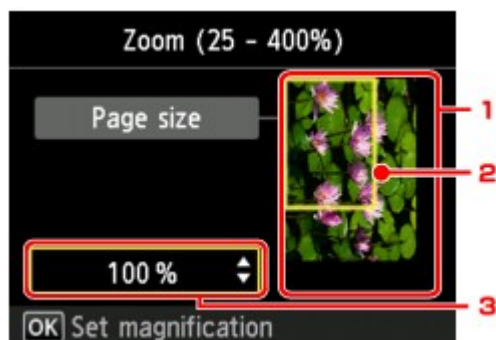 Zoom (25 – 400%)
Page size
1
2
100 %
3
OK Set magnification